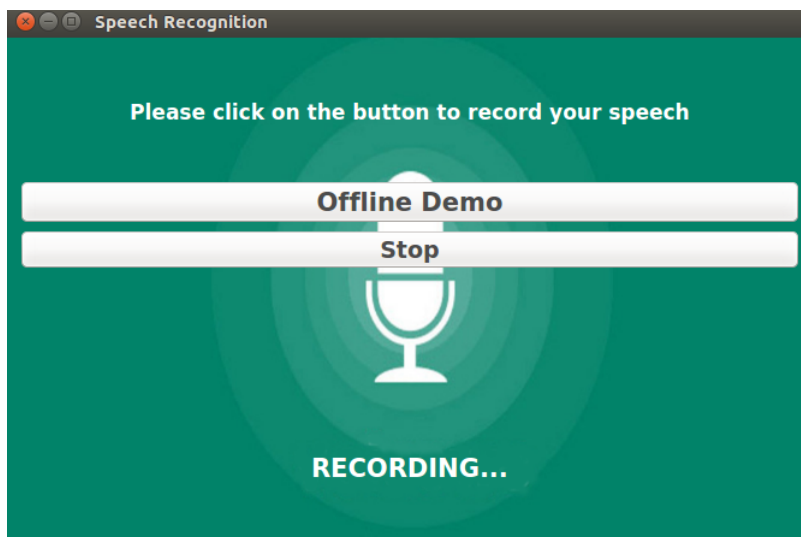 Speech Recognition
Please click on the button to record your speech
Offline Demo
Stop
RECORDING...